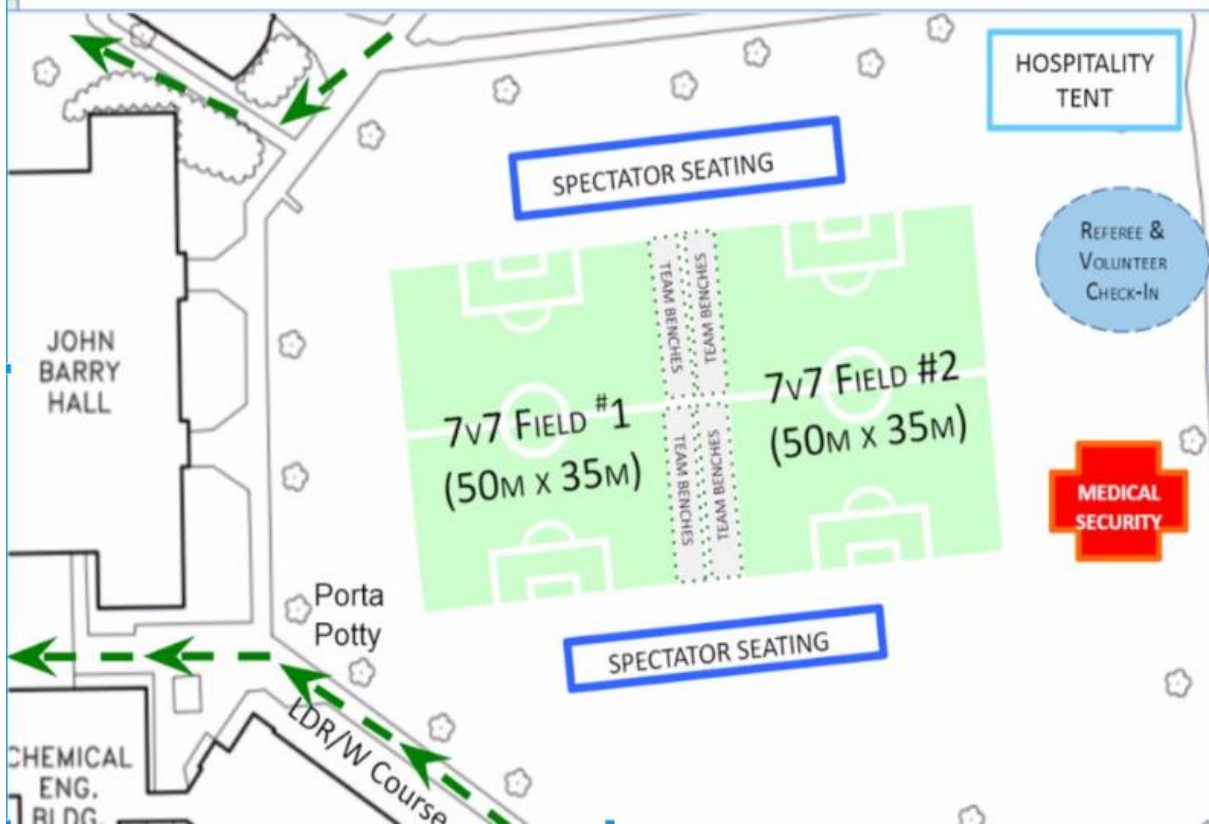 HOSPITALITY
TENT
SPECTATOR SEATING
REFEREE &
VOLUNTEER
CHECK-IN
TEAM BENCHES
TEAM BENCHES
JOHN
BARRY
HALL
7V7 FIELD #1
(50M X 35M)
7V7 FIELD #2
(50M X 35M)
TEAM BENCHES
TEAM BENCHES
MEDICAL
SECURITY
Porta
Potty
SPECTATOR SEATING
LDR/W Course
CHEMICAL
ENG.
BLDG.